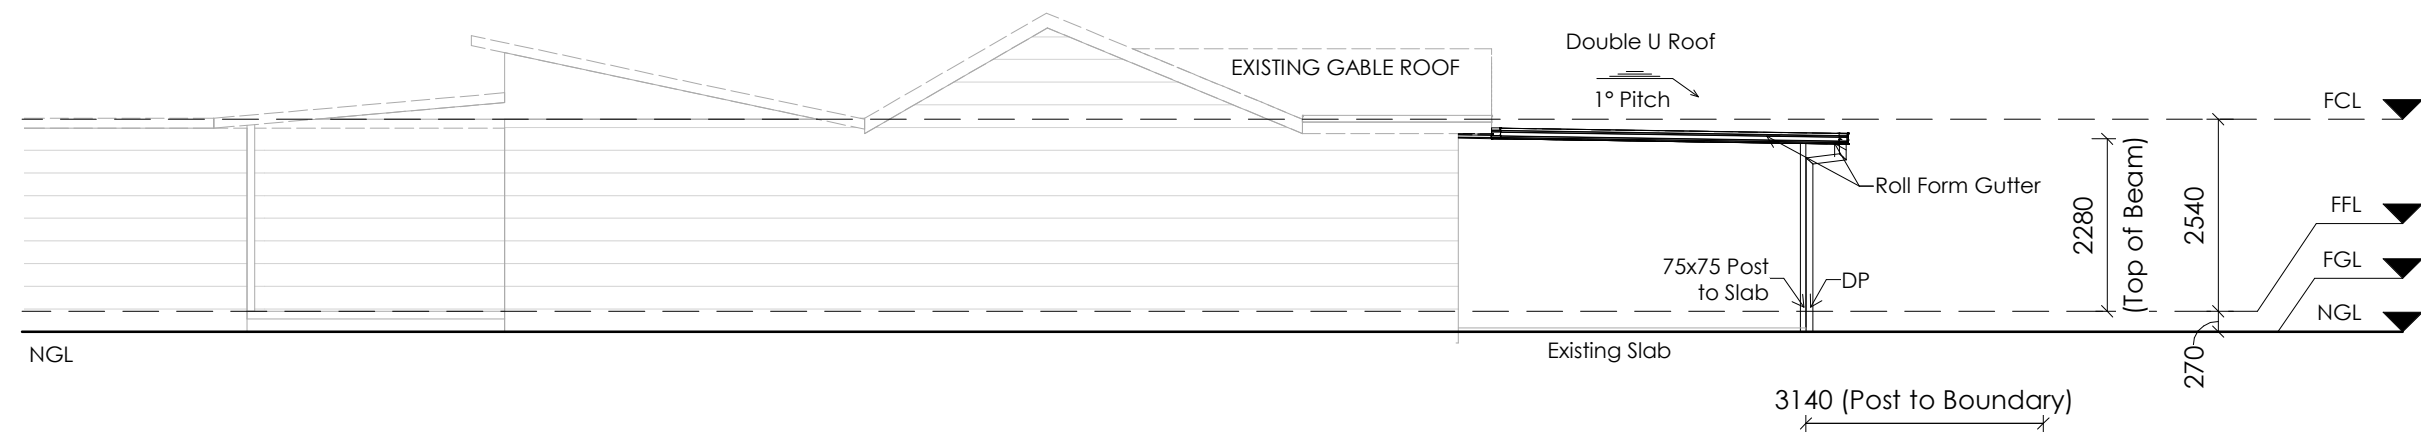 Double U Roof
EXISTING GABLE ROOF
1° Pitch
FCL
Roll Form Gutter
2280
(Top of Beam)
2540
FFL
75x75 Post
to Slab
DP
FGL
NGL
NGL
Existing Slab
270
3140 (Post to Boundary)